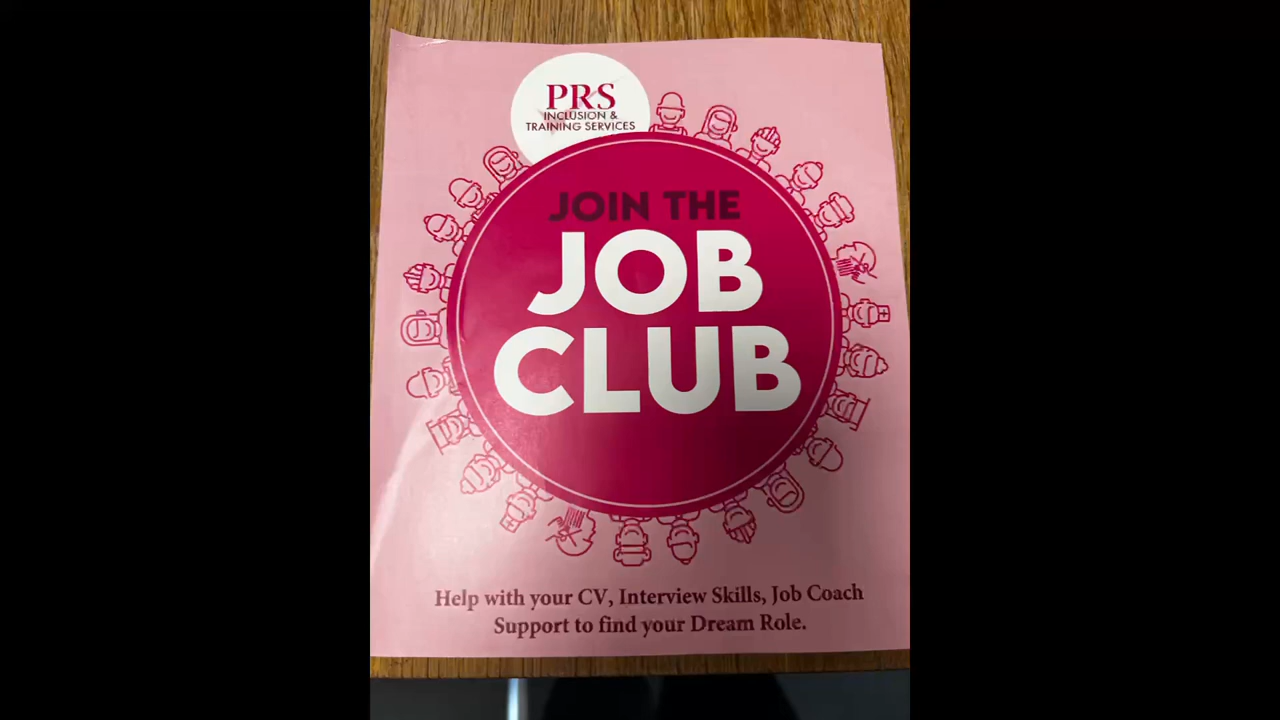 PRS
INCLUSION &
TRAINING SERVICES
JOIN THE
JOB
CLUB
Help with your CV, Interview Skills, Job Coach
Support to find your Dream Role.